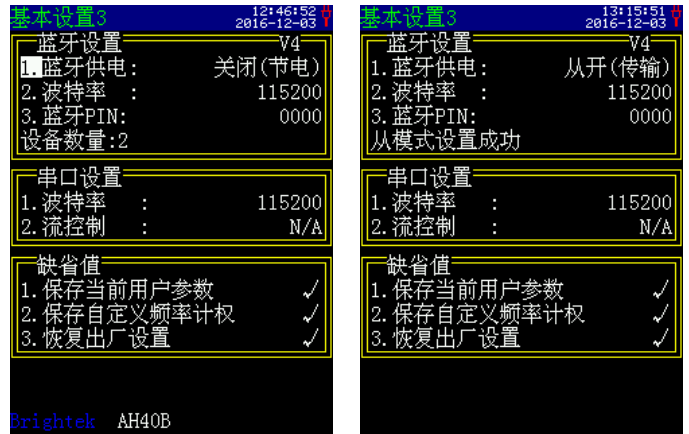 基本设置3 12:46:52
2016-12-03
蓝牙设置 V4
1.蓝牙供电: 关闭(节电)
2.波特率 : 115200
3.蓝牙PIN: 0000
设备数量:2
串口设置
1.波特率 : 115200
2.流控制 : N/A
缺省值
1.保存当前用户参数 ✓
2.保存自定义频率计权 ✓
3.恢复出厂设置 ✓
Brightek AH40B
基本设置3 13:15:51
2016-12-03
蓝牙设置 V4
1.蓝牙供电: 从开(传输)
2.波特率 : 115200
3.蓝牙PIN: 0000
从模式设置成功
串口设置
1.波特率 : 115200
2.流控制 : N/A
缺省值
1.保存当前用户参数 ✓
2.保存自定义频率计权 ✓
3.恢复出厂设置 ✓